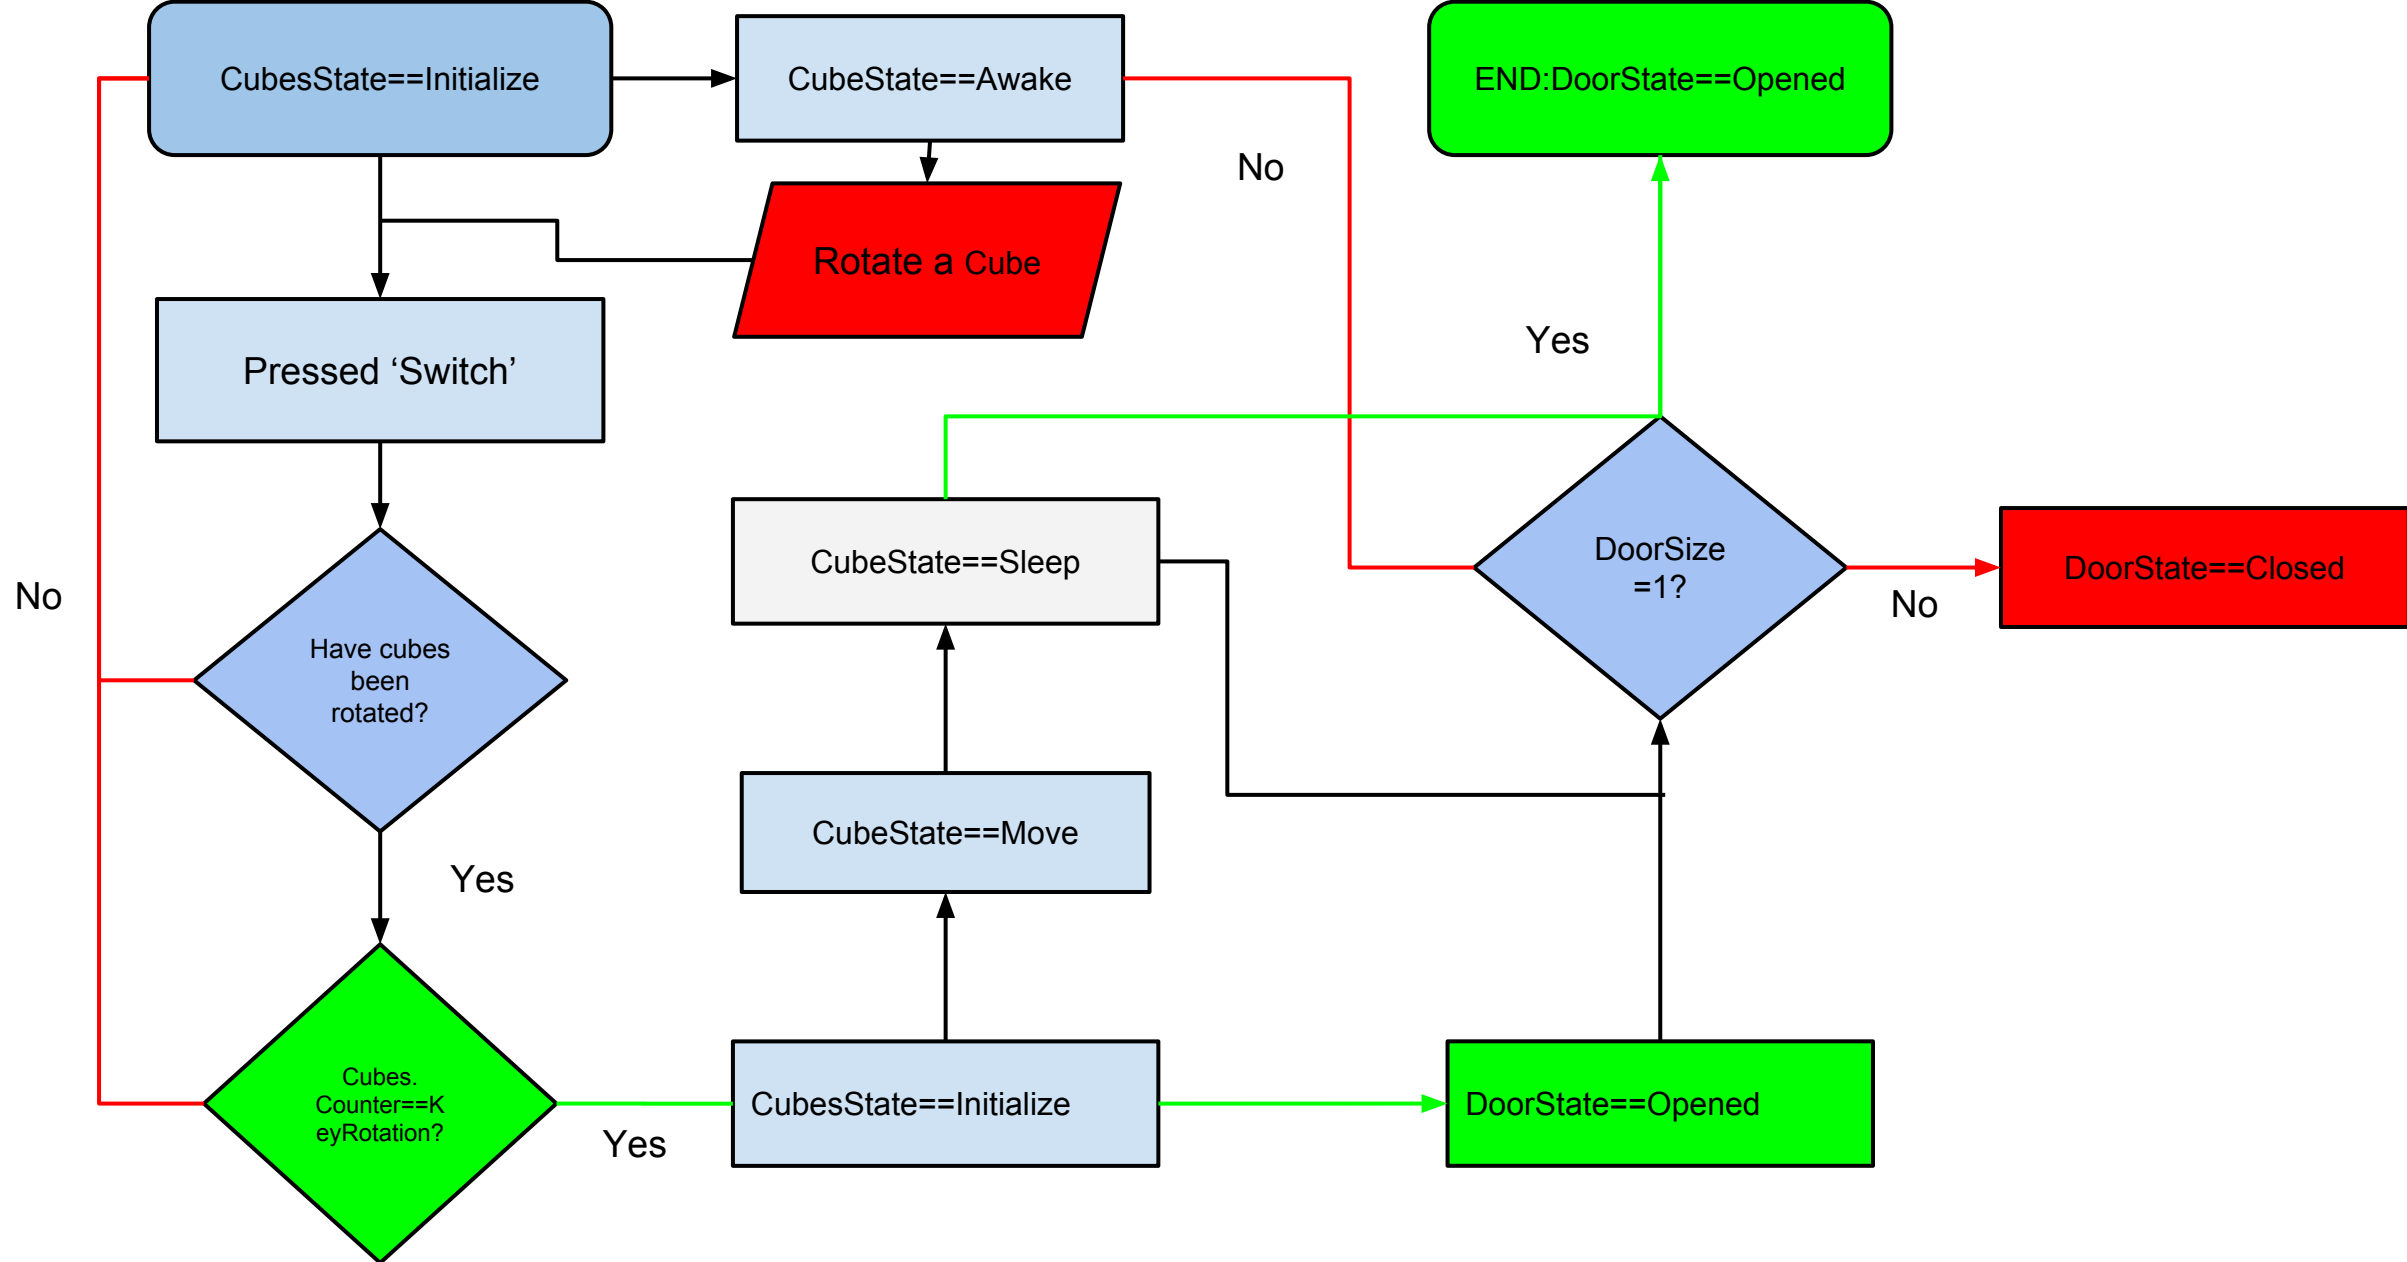 CubesState==Initialize
CubeState==Awake
END:DoorState==Opened
No
Rotate a Cube
Yes
Pressed ‘Switch’
CubeState==Sleep
DoorSize
=1?
DoorState==Closed
No
No
Have cubes
been
rotated?
CubeState==Move
Yes
Cubes.
Counter==K
eyRotation?
Yes
CubesState==Initialize
DoorState==Opened